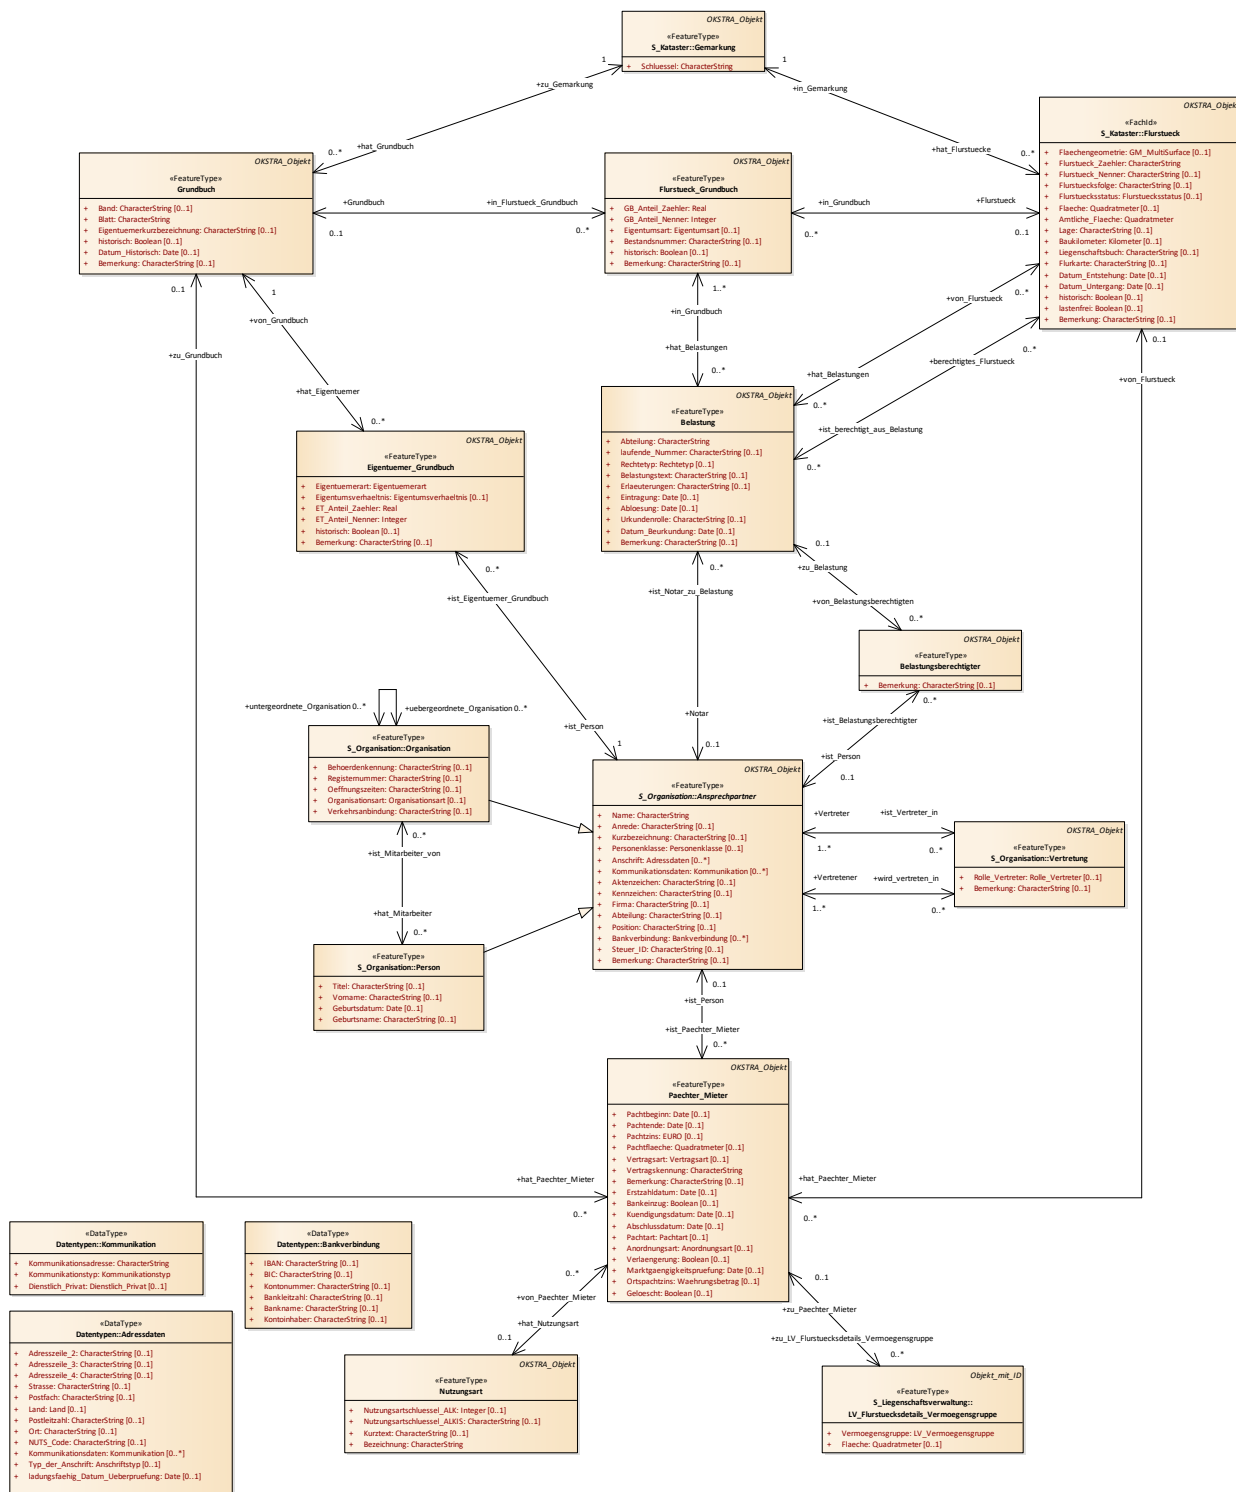 OKSTRA_Objekt
«FeatureType»
S_Kataster::Gemarkung
+ Schluessel: CharacterString
1
1
+zu_Gemarkung
+in_Gemarkung
+hat_Grundbuch
+hat_Flurstuecke
0..*
0..*
OKSTRA_Objekt
«FachId»
S_Kataster::Flurstueck
+ Flaechengeometrie: GM_MultiSurface [0..1]
+ Flurstueck_Zaehler: CharacterString
+ Flurstueck_Nenner: CharacterString [0..1]
+ Flurstuecksfolge: CharacterString [0..1]
+ Flurstuecksstatus: Flurstuecksstatus [0..1]
+ Flaeche: Quadratmeter [0..1]
+ Amtliche_Flaeche: Quadratmeter
+ Lage: CharacterString [0..1]
+ Baukilometer: Kilometer [0..1]
+ Liegenschaftsbuch: CharacterString [0..1]
+ Flurkarte: CharacterString [0..1]
+ Datum_Entstehung: Date [0..1]
+ Datum_Untergang: Date [0..1]
+ historisch: Boolean [0..1]
+ lastenfrei: Boolean [0..1]
+ Bemerkung: CharacterString [0..1]
OKSTRA_Objekt
«FeatureType»
Grundbuch
+ Band: CharacterString [0..1]
+ Blatt: CharacterString
+ Eigentuemerkurzbezeichnung: CharacterString [0..1]
+ historisch: Boolean [0..1]
+ Datum_Historisch: Date [0..1]
+ Bemerkung: CharacterString [0..1]
+Grundbuch
+in_Flurstueck_Grundbuch
0..1
0..*
OKSTRA_Objekt
«FeatureType»
Flurstueck_Grundbuch
+ GB_Anteil_Zaehler: Real
+ GB_Anteil_Nenner: Integer
+ Eigentumsart: Eigentumsart [0..1]
+ Bestandsnummer: CharacterString [0..1]
+ historisch: Boolean [0..1]
+ Bemerkung: CharacterString [0..1]
+in_Grundbuch
+Flurstueck
0..*
0..1
0..1
1
+von_Grundbuch
+zu_Grundbuch
+hat_Eigentuemer
0..*
1..*
+in_Grundbuch
+hat_Belastungen
0..*
+von_Flurstueck
0..*
+hat_Belastungen
0..*
+berechtigtes_Flurstueck
0..*
+ist_berechtigt_aus_Belastung
0..*
0..1
+von_Flurstueck
OKSTRA_Objekt
«FeatureType»
Belastung
+ Abteilung: CharacterString
+ laufende_Nummer: CharacterString [0..1]
+ Rechtetyp: Rechtetyp [0..1]
+ Belastungstext: CharacterString [0..1]
+ Erlaeuterungen: CharacterString [0..1]
+ Eintragung: Date [0..1]
+ Abloesung: Date [0..1]
+ Urkundenrolle: CharacterString [0..1]
+ Datum_Beurkundung: Date [0..1]
+ Bemerkung: CharacterString [0..1]
OKSTRA_Objekt
«FeatureType»
Eigentuemer_Grundbuch
+ Eigentuemerart: Eigentuemerart
+ Eigentumsverhaeltnis: Eigentumsverhaeltnis [0..1]
+ ET_Anteil_Zaehler: Real
+ ET_Anteil_Nenner: Integer
+ historisch: Boolean [0..1]
+ Bemerkung: CharacterString [0..1]
0..*
+ist_Eigentuemer_Grundbuch
+ist_Person
1
0..*
+ist_Notar_zu_Belastung
+Notar
0..1
0..1
+zu_Belastung
+von_Belastungsberechtigten
0..*
OKSTRA_Objekt
«FeatureType»
Belastungsberechtigter
+ Bemerkung: CharacterString [0..1]
0..*
+ist_Belastungsberechtigter
+ist_Person
0..1
+untergeordnete_Organisation 0..*
+uebergeordnete_Organisation 0..*
«FeatureType»
S_Organisation::Organisation
+ Behoerdenkennung: CharacterString [0..1]
+ Registernummer: CharacterString [0..1]
+ Oeffnungszeiten: CharacterString [0..1]
+ Organisationsart: Organisationsart [0..1]
+ Verkehrsanbindung: CharacterString [0..1]
0..*
+ist_Mitarbeiter_von
+hat_Mitarbeiter
0..*
«FeatureType»
S_Organisation::Person
+ Titel: CharacterString [0..1]
+ Vorname: CharacterString [0..1]
+ Geburtsdatum: Date [0..1]
+ Geburtsname: CharacterString [0..1]
OKSTRA_Objekt
«FeatureType»
S_Organisation::Ansprechpartner
+ Name: CharacterString
+ Anrede: CharacterString [0..1]
+ Kurzbezeichnung: CharacterString [0..1]
+ Personenklasse: Personenklasse [0..1]
+ Anschrift: Adressdaten [0..*]
+ Kommunikationsdaten: Kommunikation [0..*]
+ Aktenzeichen: CharacterString [0..1]
+ Kennzeichen: CharacterString [0..1]
+ Firma: CharacterString [0..1]
+ Abteilung: CharacterString [0..1]
+ Position: CharacterString [0..1]
+ Bankverbindung: Bankverbindung [0..*]
+ Steuer_ID: CharacterString [0..1]
+ Bemerkung: CharacterString [0..1]
+Vertreter
+ist_Vertreter_in
1..*
0..*
+Vertretener
+wird_vertreten_in
1..*
0..*
OKSTRA_Objekt
«FeatureType»
S_Organisation::Vertretung
+ Rolle_Vertreter: Rolle_Vertreter [0..1]
+ Bemerkung: CharacterString [0..1]
0..1
+ist_Person
+ist_Paechter_Mieter
0..*
OKSTRA_Objekt
«FeatureType»
Paechter_Mieter
+ Pachtbeginn: Date [0..1]
+ Pachtende: Date [0..1]
+ Pachtzins: EURO [0..1]
+ Pachtflaeche: Quadratmeter [0..1]
+ Vertragsart: Vertragsart [0..1]
+ Vertragskennung: CharacterString
+ Bemerkung: CharacterString [0..1]
+ Erstzahldatum: Date [0..1]
+ Bankeinzug: Boolean [0..1]
+ Kuendigungsdatum: Date [0..1]
+ Abschlussdatum: Date [0..1]
+ Pachtart: Pachtart [0..1]
+ Anordnungsart: Anordnungsart [0..1]
+ Verlaengerung: Boolean [0..1]
+ Marktgaengigkeitspruefung: Date [0..1]
+ Ortspachtzins: Waehrungsbetrag [0..1]
+ Geloescht: Boolean [0..1]
+hat_Paechter_Mieter
0..*
+hat_Paechter_Mieter
0..*
0..*
+von_Paechter_Mieter
+hat_Nutzungsart
0..1
0..1
+zu_Paechter_Mieter
+zu_LV_Flurstuecksdetails_Vermoegensgruppe
0..*
«DataType»
Datentypen::Kommunikation
+ Kommunikationsadresse: CharacterString
+ Kommunikationstyp: Kommunikationstyp
+ Dienstlich_Privat: Dienstlich_Privat [0..1]
«DataType»
Datentypen::Bankverbindung
+ IBAN: CharacterString [0..1]
+ BIC: CharacterString [0..1]
+ Kontonummer: CharacterString [0..1]
+ Bankleitzahl: CharacterString [0..1]
+ Bankname: CharacterString [0..1]
+ Kontoinhaber: CharacterString [0..1]
«DataType»
Datentypen::Adressdaten
+ Adresszeile_2: CharacterString [0..1]
+ Adresszeile_3: CharacterString [0..1]
+ Adresszeile_4: CharacterString [0..1]
+ Strasse: CharacterString [0..1]
+ Postfach: CharacterString [0..1]
+ Land: Land [0..1]
+ Postleitzahl: CharacterString [0..1]
+ Ort: CharacterString [0..1]
+ NUTS_Code: CharacterString [0..1]
+ Kommunikationsdaten: Kommunikation [0..*]
+ Typ_der_Anschrift: Anschriftstyp [0..1]
+ ladungsfaehig_Datum_Ueberpruefung: Date [0..1]
OKSTRA_Objekt
«FeatureType»
Nutzungsart
+ Nutzungsartschluessel_ALK: Integer [0..1]
+ Nutzungsartschluessel_ALKIS: CharacterString [0..1]
+ Kurztext: CharacterString [0..1]
+ Bezeichnung: CharacterString
Objekt_mit_ID
«FeatureType»
S_Liegenschaftsverwaltung::
LV_Flurstuecksdetails_Vermoegensgruppe
+ Vermoegensgruppe: LV_Vermoegensgruppe
+ Flaeche: Quadratmeter [0..1]